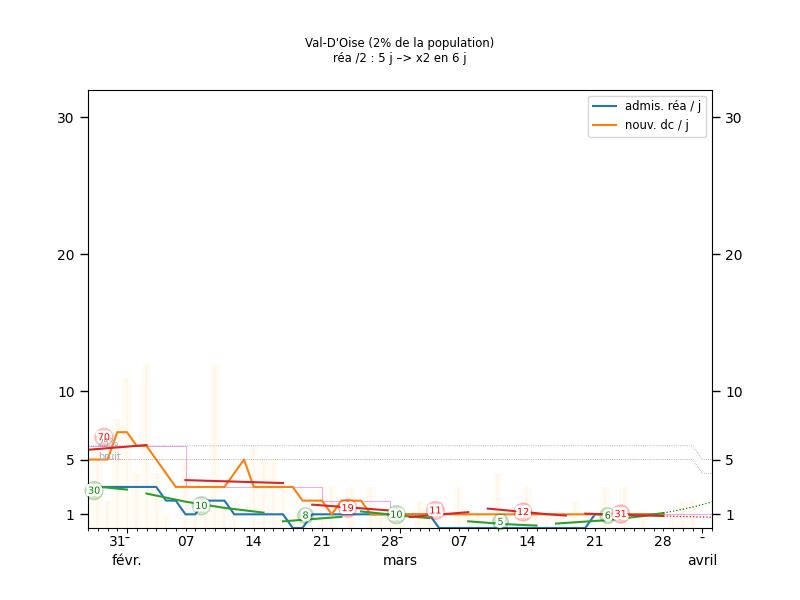 Val-D'Oise (2% de la population)
réa /2 : 5 j –> x2 en 6 j
admis. réa / j
nouv. dc / j
30 30
20 20
10 10
5 5
1 1
70
bruit
30
10
8
19
10
11
5
12
6
31
31 07 14 21 28 07 14 21 28
févr. mars avril